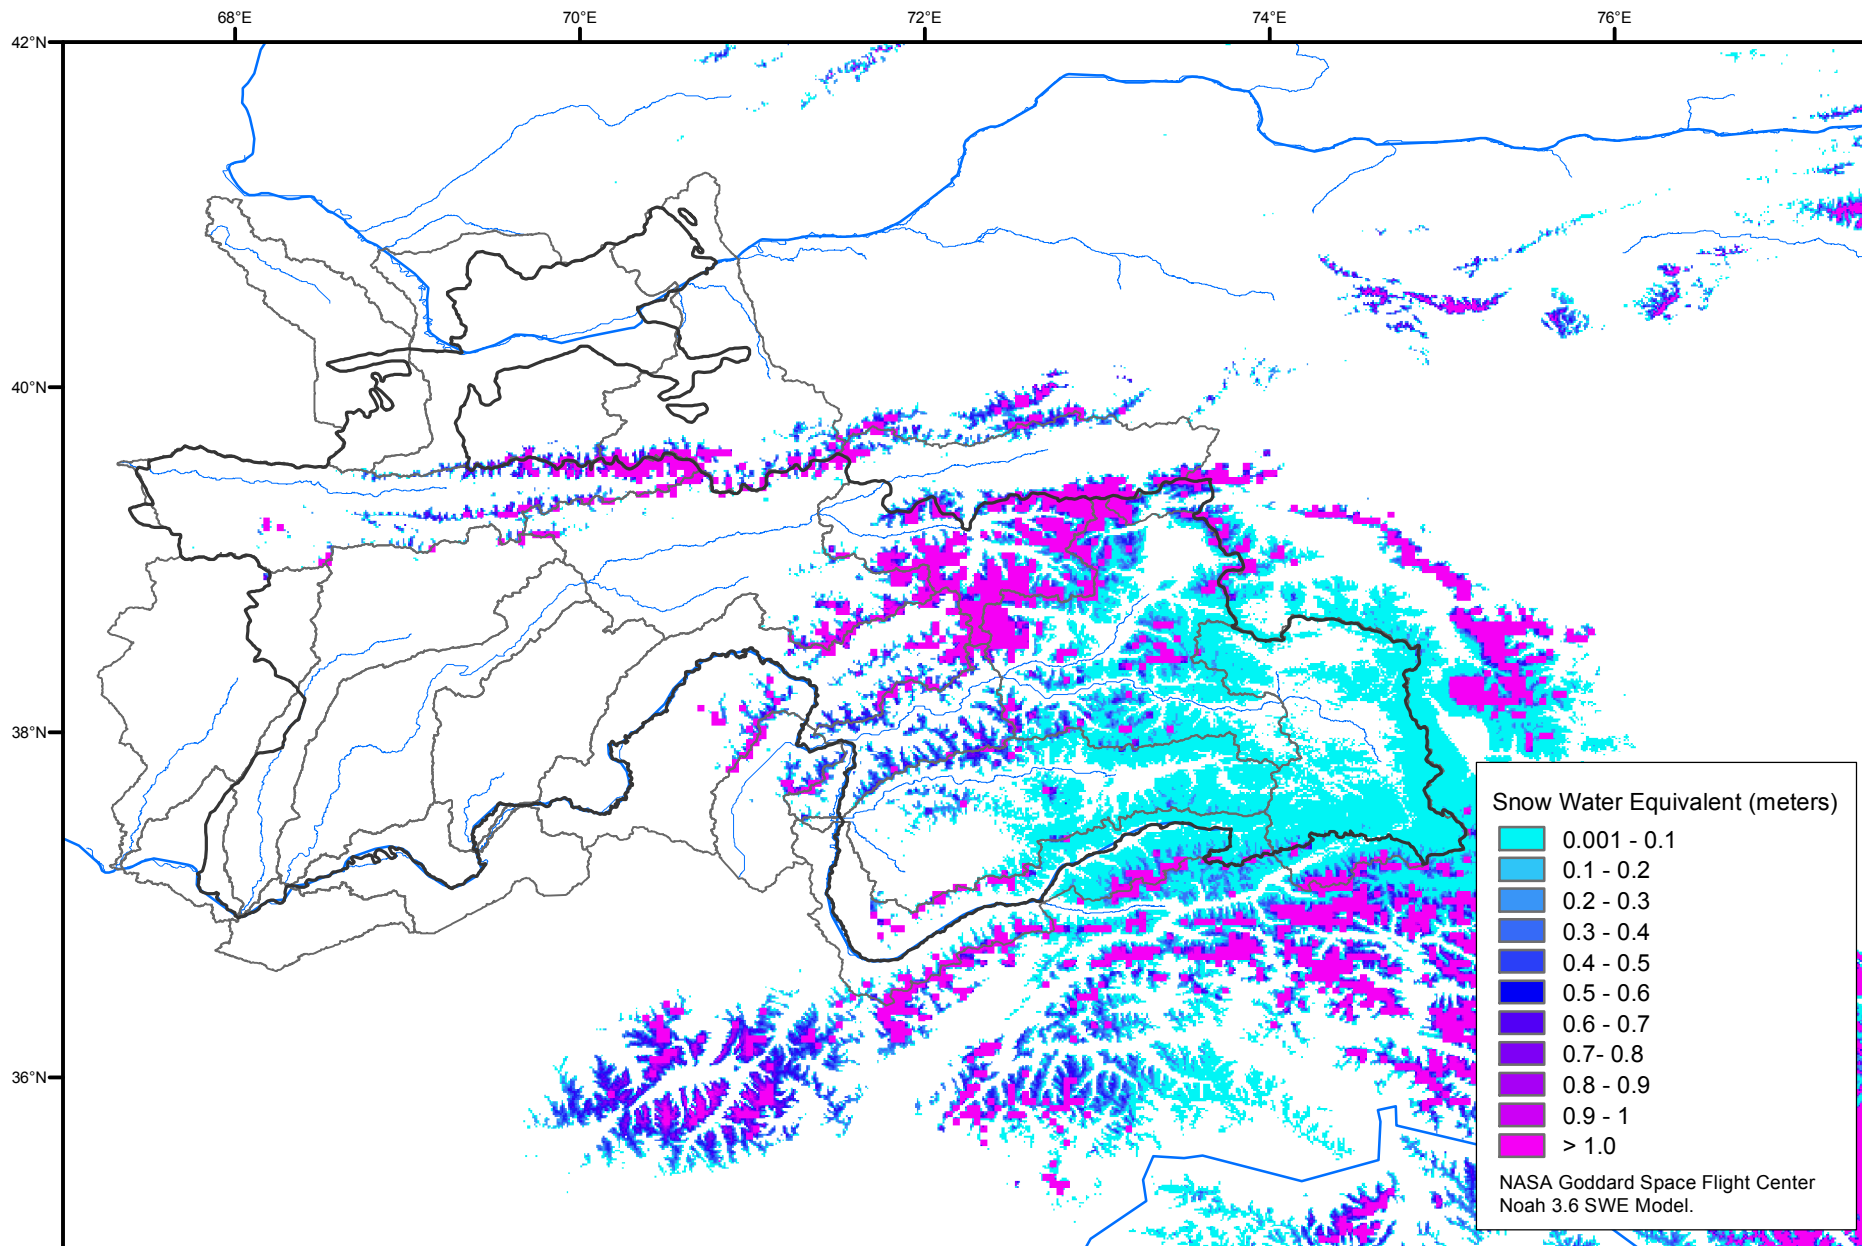 68°E
70°E
72°E
74°E
76°E
42°N
40°N
38°N
36°N
Snow Water Equivalent (meters)
0.001 - 0.1
0.1 - 0.2
0.2 - 0.3
0.3 - 0.4
0.4 - 0.5
0.5 - 0.6
0.6 - 0.7
0.7- 0.8
0.8 - 0.9
0.9 - 1
> 1.0
NASA Goddard Space Flight Center
Noah 3.6 SWE Model.